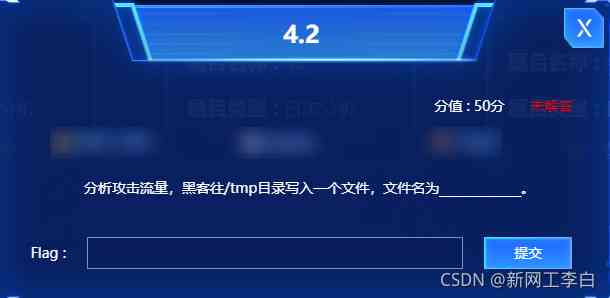 4.2
X
分值 : 50分 未解答
分析攻击流量，黑客往/tmp目录写入一个文件，文件名为____________。
Flag : 提交
CSDN @新网工李白